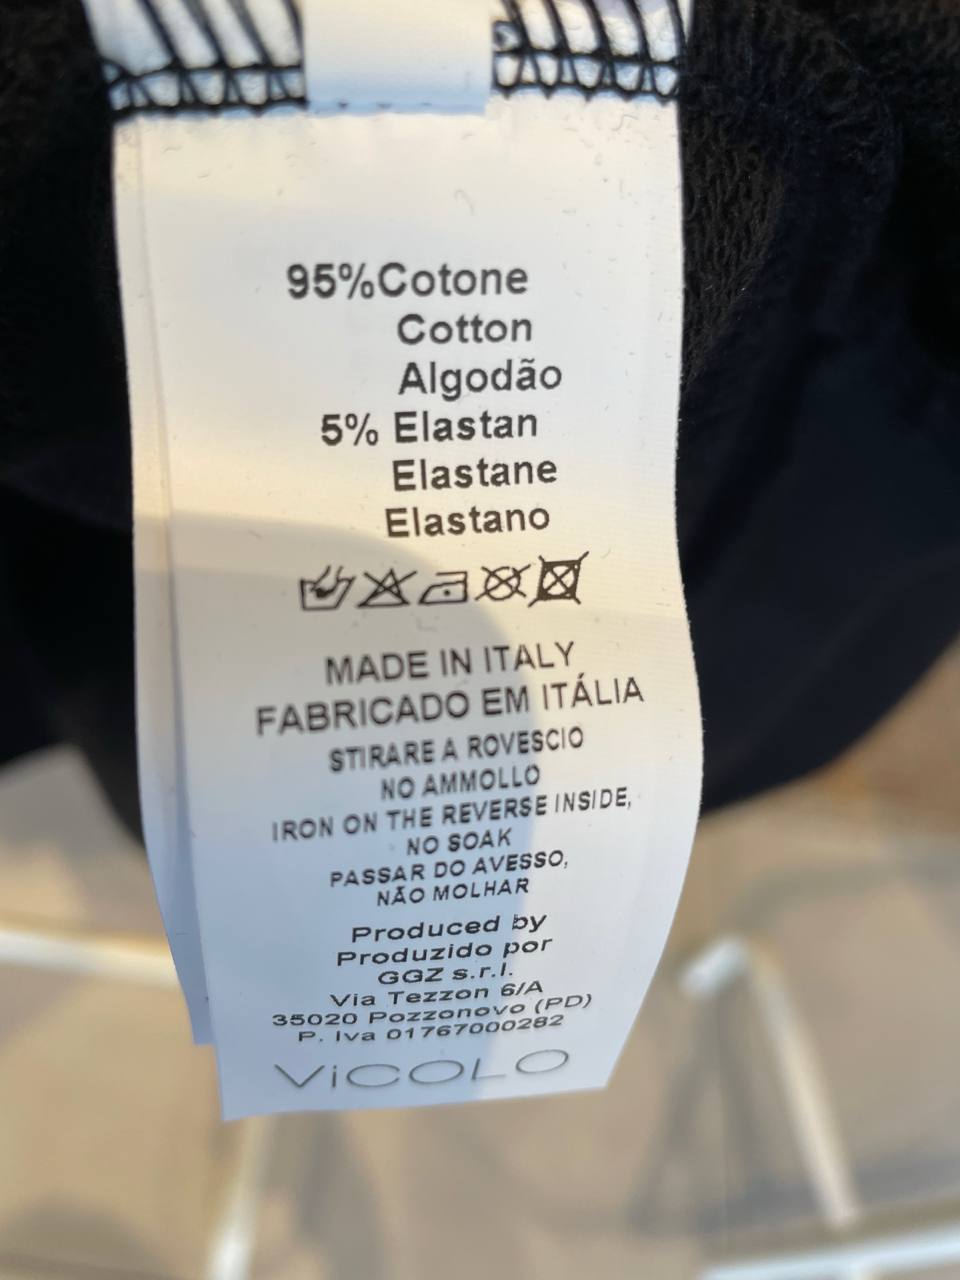 95%Cotone
Cotton
Algodão
5% Elastan
Elastane
Elastano
MADE IN ITALY
FABRICADO EM ITÁLIA
STIRARE A ROVESCIO
NO AMMOLLO
IRON ON THE REVERSE INSIDE,
NO SOAK
PASSAR DO AVESSO,
NÃO MOLHAR
Produced by
Produzido por
GGZ s.r.l.
Via Tezzon 6/A
35020 Pozzonovo (PD)
P. Iva 01767000282
ViCOLO